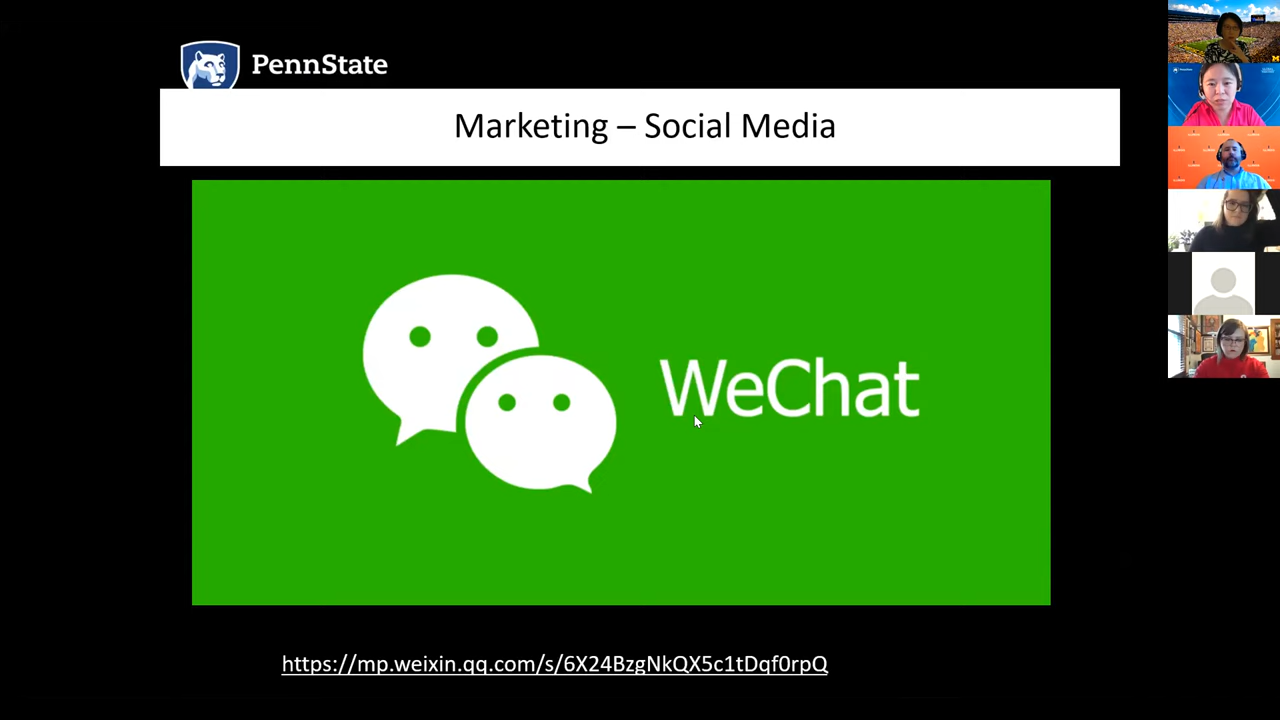 PennState
Marketing – Social Media
WeChat
https://mp.weixin.qq.com/s/6X24BzgNkQX5c1tDqf0rpQ